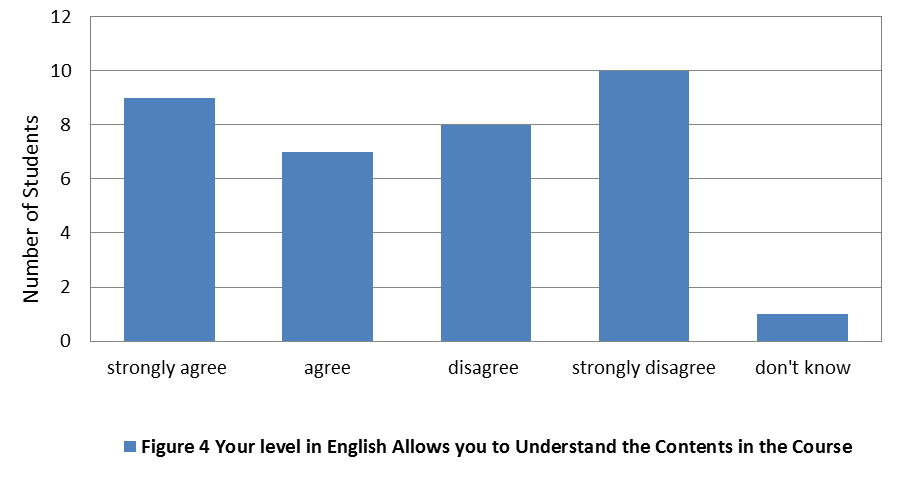 12
10
8
6
4
2
0
Number of Students
strongly agree
agree
disagree
strongly disagree
don't know
Figure 4 Your level in English Allows you to Understand the Contents in the Course